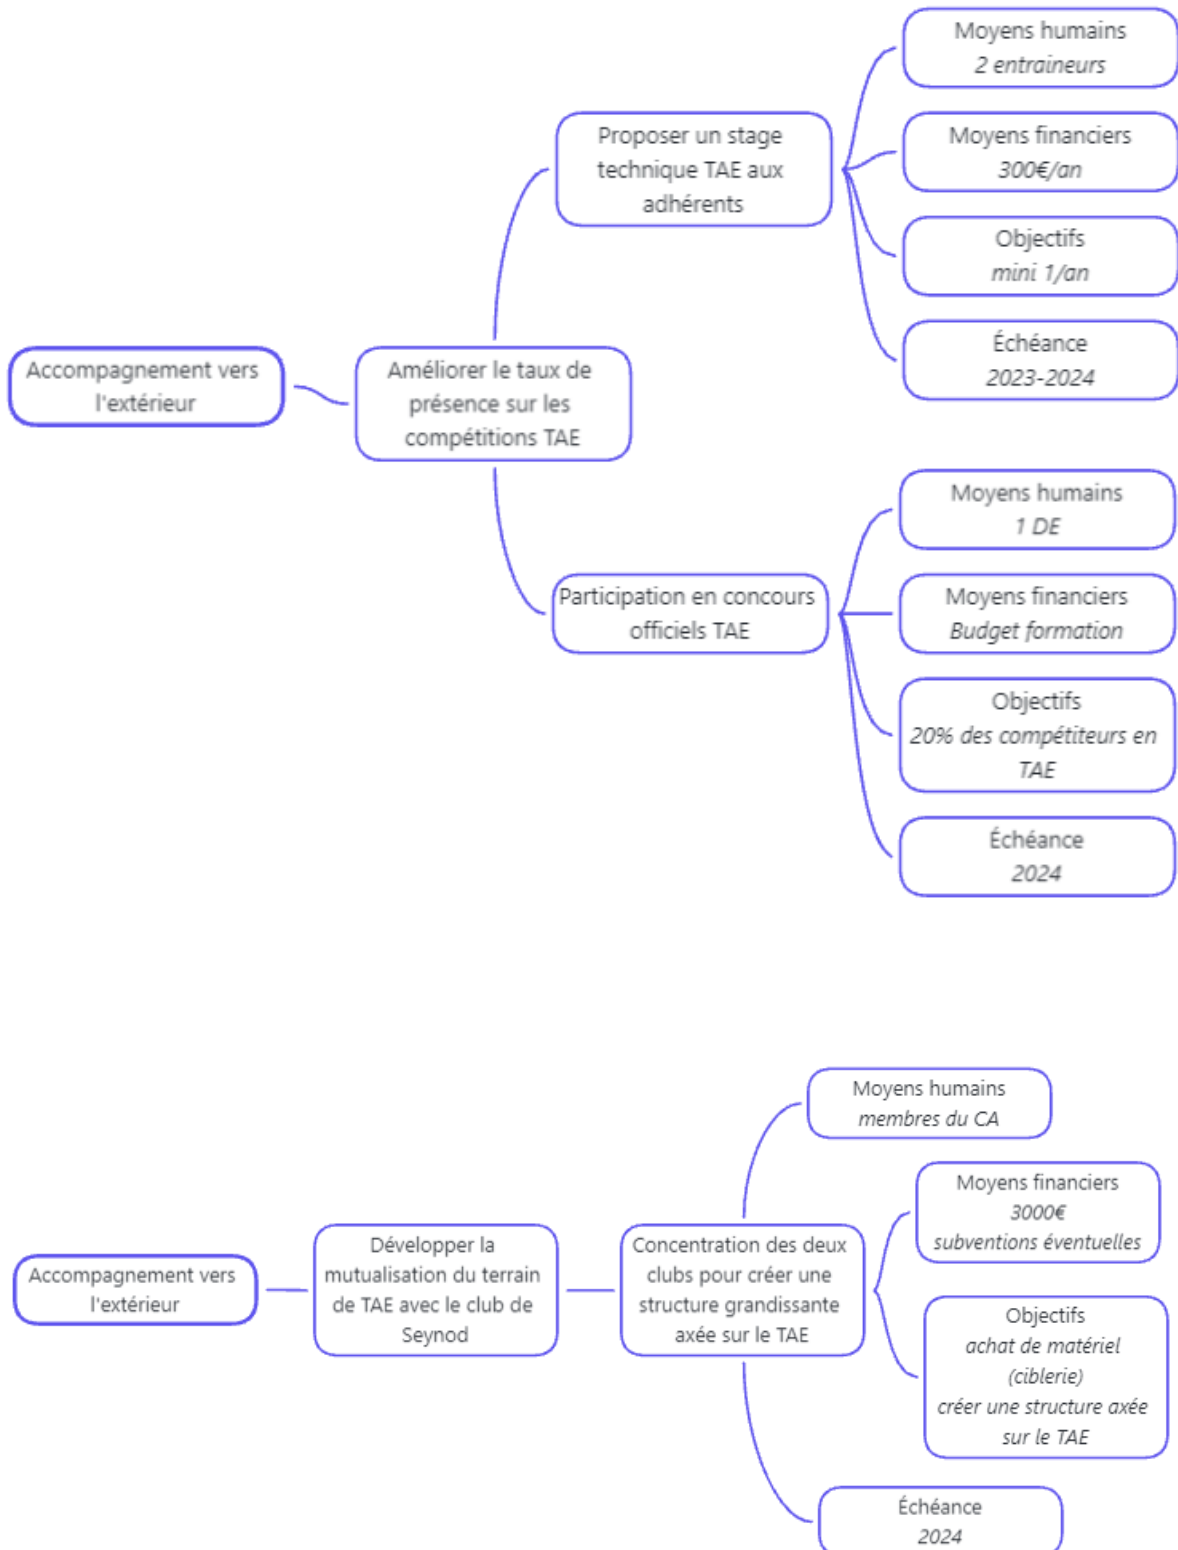 Accompagnement vers
l'extérieur
Améliorer le taux de
présence sur les
compétitions TAE
Proposer un stage
technique TAE aux
adhérents
Moyens humains
2 entraineurs
Moyens financiers
300€/an
Objectifs
mini 1/an
Échéance
2023-2024
Participation en concours
officiels TAE
Moyens humains
1 DE
Moyens financiers
Budget formation
Objectifs
20% des compétiteurs en
TAE
Échéance
2024
Accompagnement vers
l'extérieur
Développer la
mutualisation du terrain
de TAE avec le club de
Seynod
Concentration des deux
clubs pour créer une
structure grandissante
axée sur le TAE
Moyens humains
membres du CA
Moyens financiers
3000€
subventions éventuelles
Objectifs
achat de matériel
(ciblerie)
créer une structure axée
sur le TAE
Échéance
2024